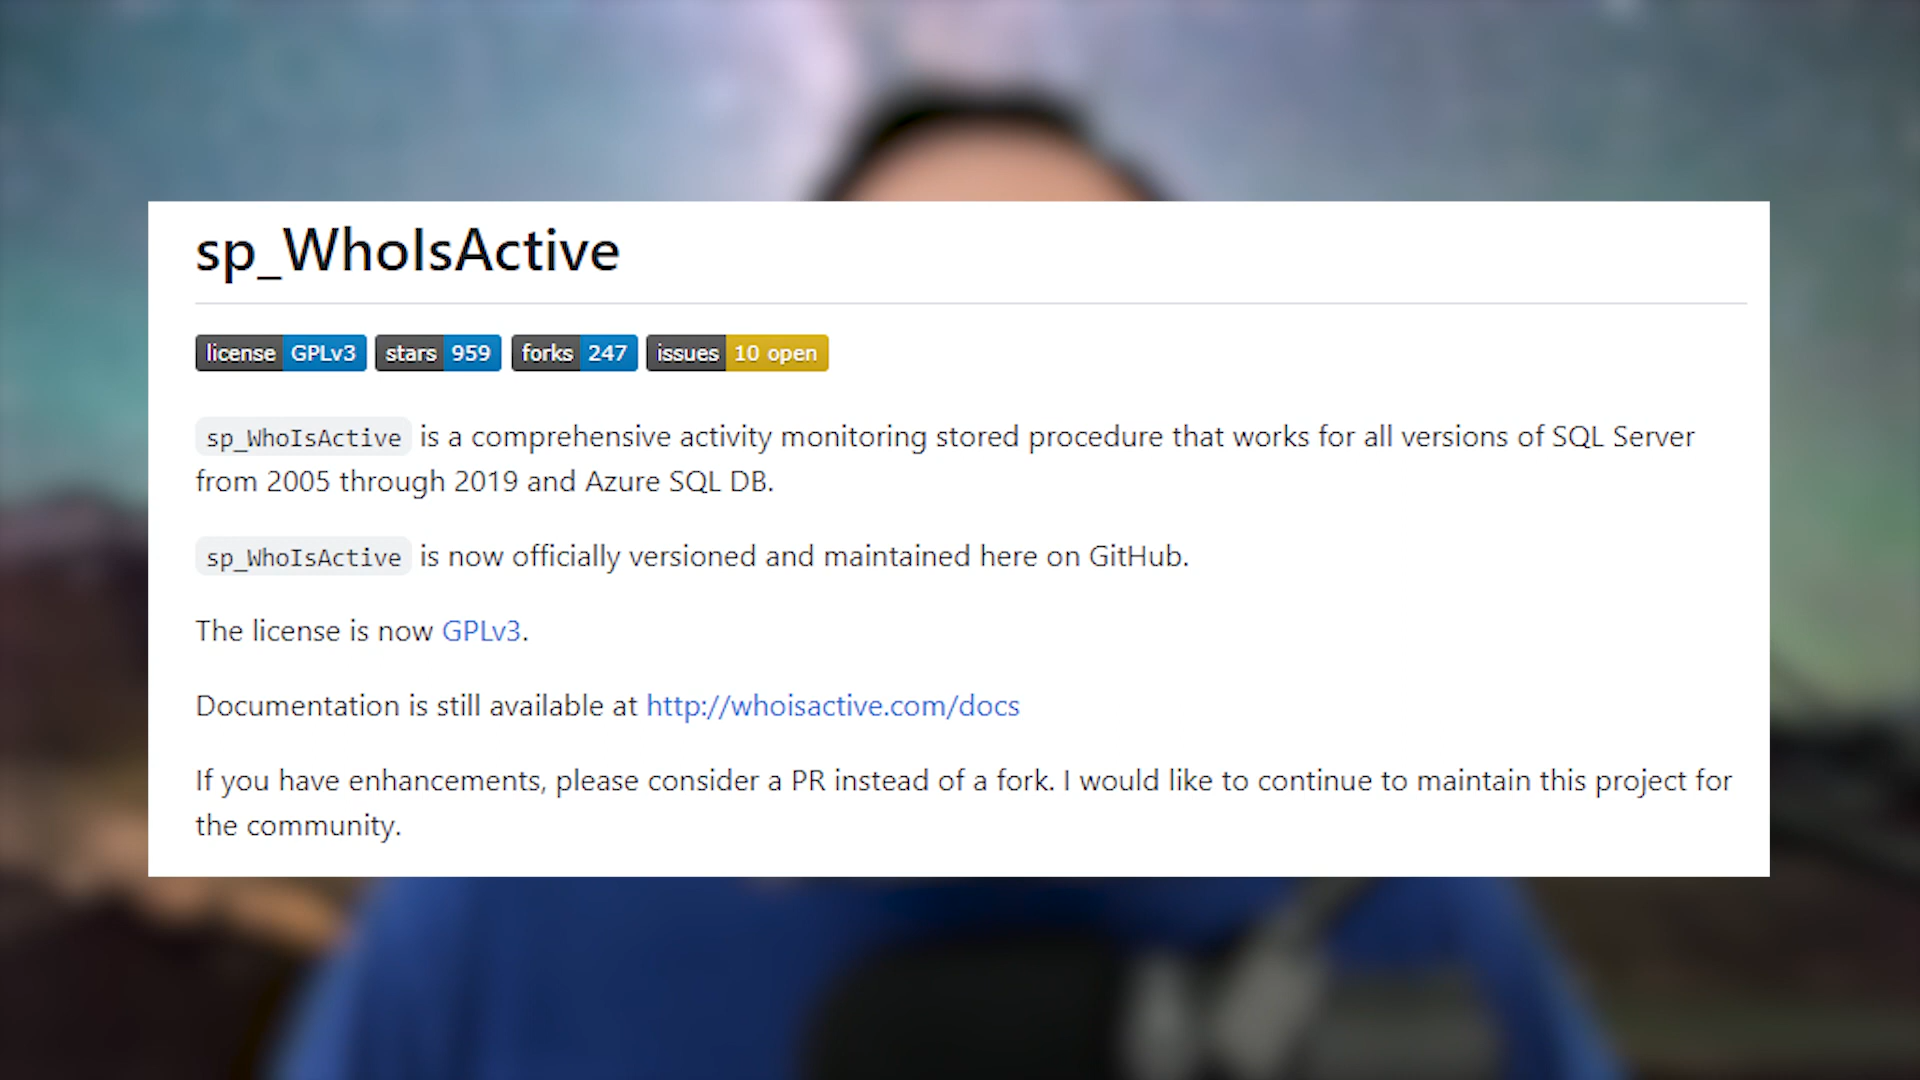 sp_WhoIsActive
license GPLv3 stars 959 forks 247 issues 10 open
sp_WhoIsActive is a comprehensive activity monitoring stored procedure that works for all versions of SQL Server
from 2005 through 2019 and Azure SQL DB.
sp_WhoIsActive is now officially versioned and maintained here on GitHub.
The license is now GPLv3.
Documentation is still available at http://whoisactive.com/docs
If you have enhancements, please consider a PR instead of a fork. I would like to continue to maintain this project for
the community.